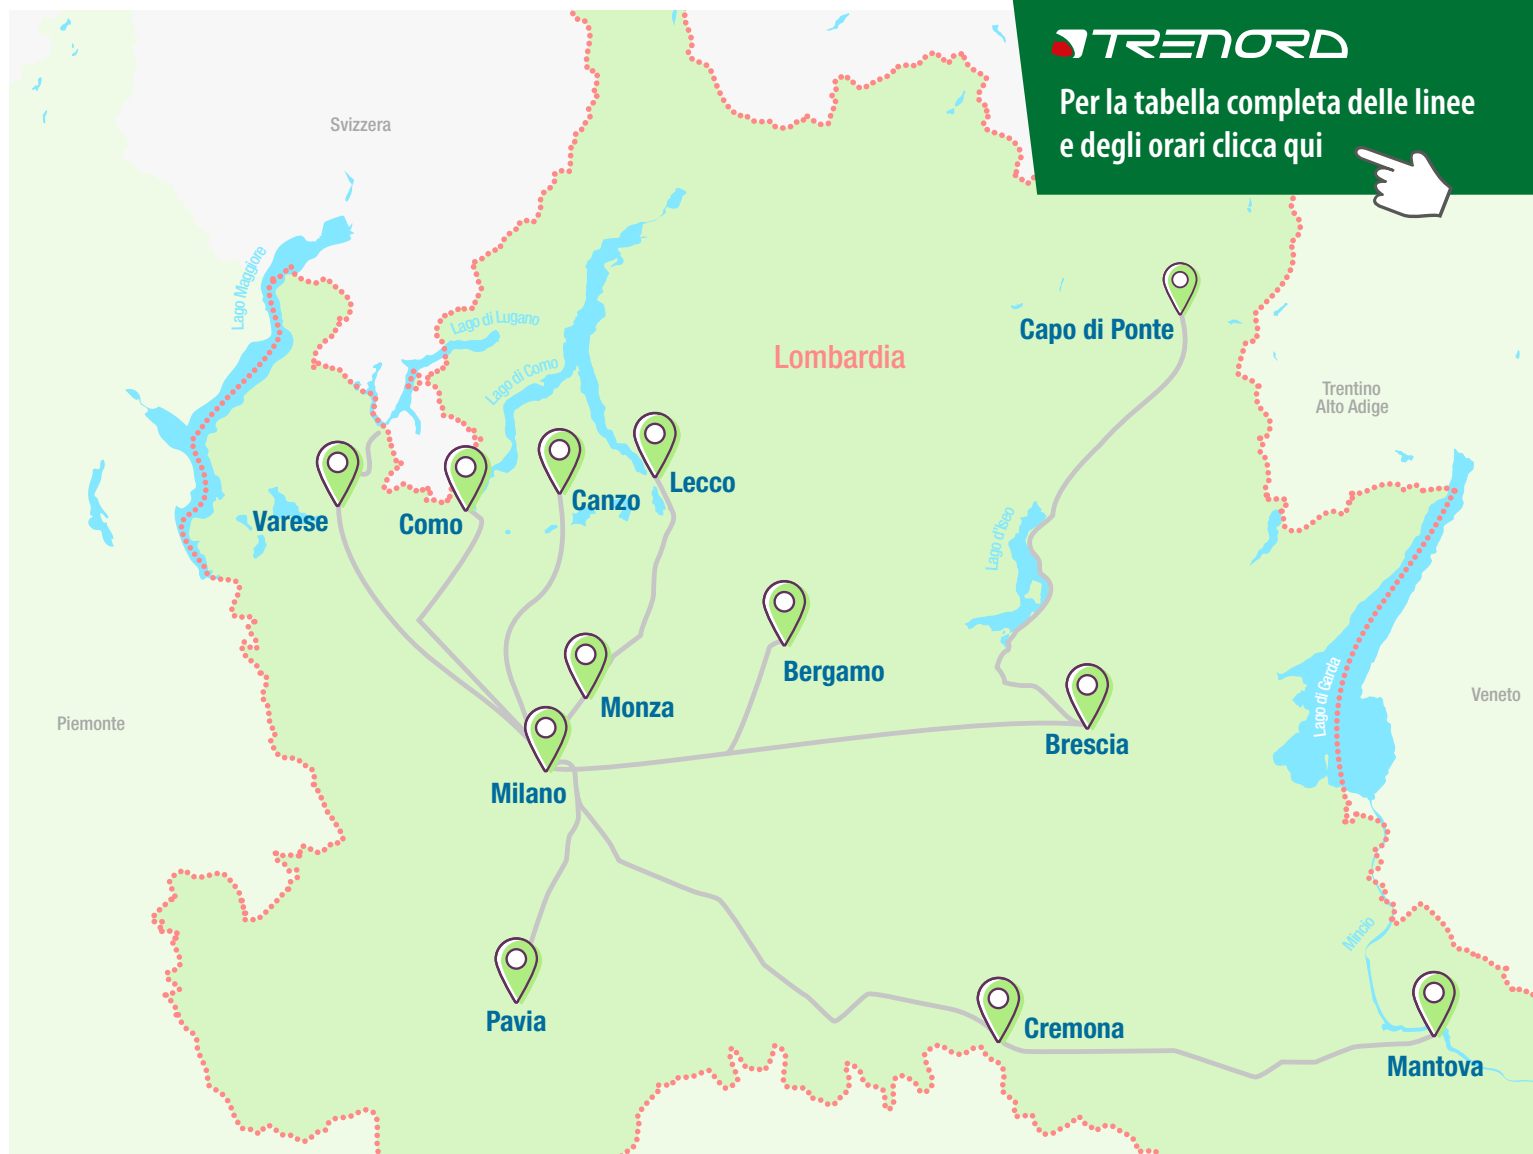 TRENORD
Per la tabella completa delle linee
e degli orari clicca qui
Svizzera
Lago Maggiore
Lago di Lugano
Lago di Como
Lombardia
Capo di Ponte
Trentino
Alto Adige
Varese
Como
Canzo
Lecco
Lago d'Iseo
Bergamo
Monza
Milano
Brescia
Lago di Garda
Veneto
Piemonte
Mincio
Pavia
Cremona
Mantova